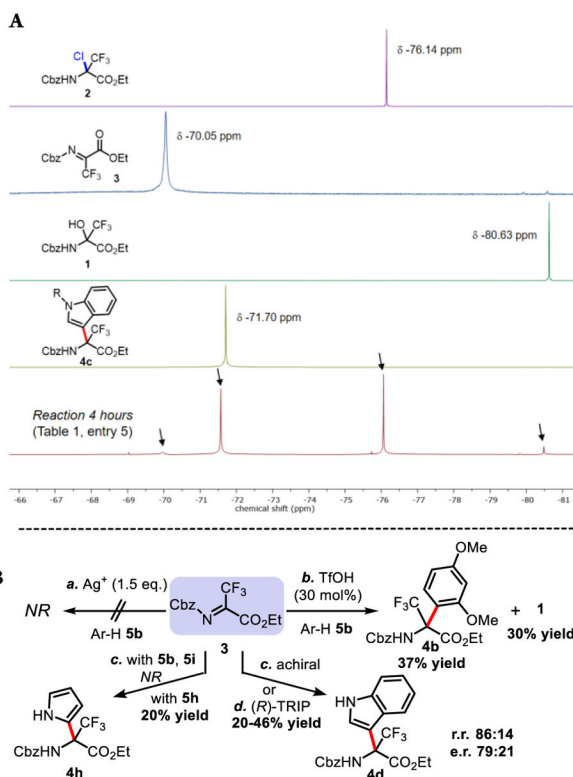 A
Cl
CF3
CbzHN CO2Et
2
δ -76.14 ppm
δ -70.05 ppm
O
N
Cbz OEt
CF3
3
HO CF3
CbzHN CO2Et
1
δ -80.63 ppm
R
N
CF3
CbzHN CO2Et
4c
δ -71.70 ppm
Reaction 4 hours
(Table 1, entry 5)
-66 -67 -68 -69 -70 -71 -72 -73 -74 -75 -76 -77 -78 -79 -80 -81
chemical shift (ppm)
B
a. Ag+ (1.5 eq.)
NR
Ar-H 5b
CF3
Cbz
N CO2Et
3
b. TfOH
(30 mol%)
Ar-H 5b
OMe
F3C
OMe
CbzHN CO2Et
4b
37% yield
+ 1
30% yield
c. with 5b, 5i
NR
with 5h
20% yield
HN
CF3
CbzHN CO2Et
4h
c. achiral
or
d. (R)-TRIP
20-46% yield
HN
CF3
CbzHN CO2Et
4d
r.r. 86:14
e.r. 79:21